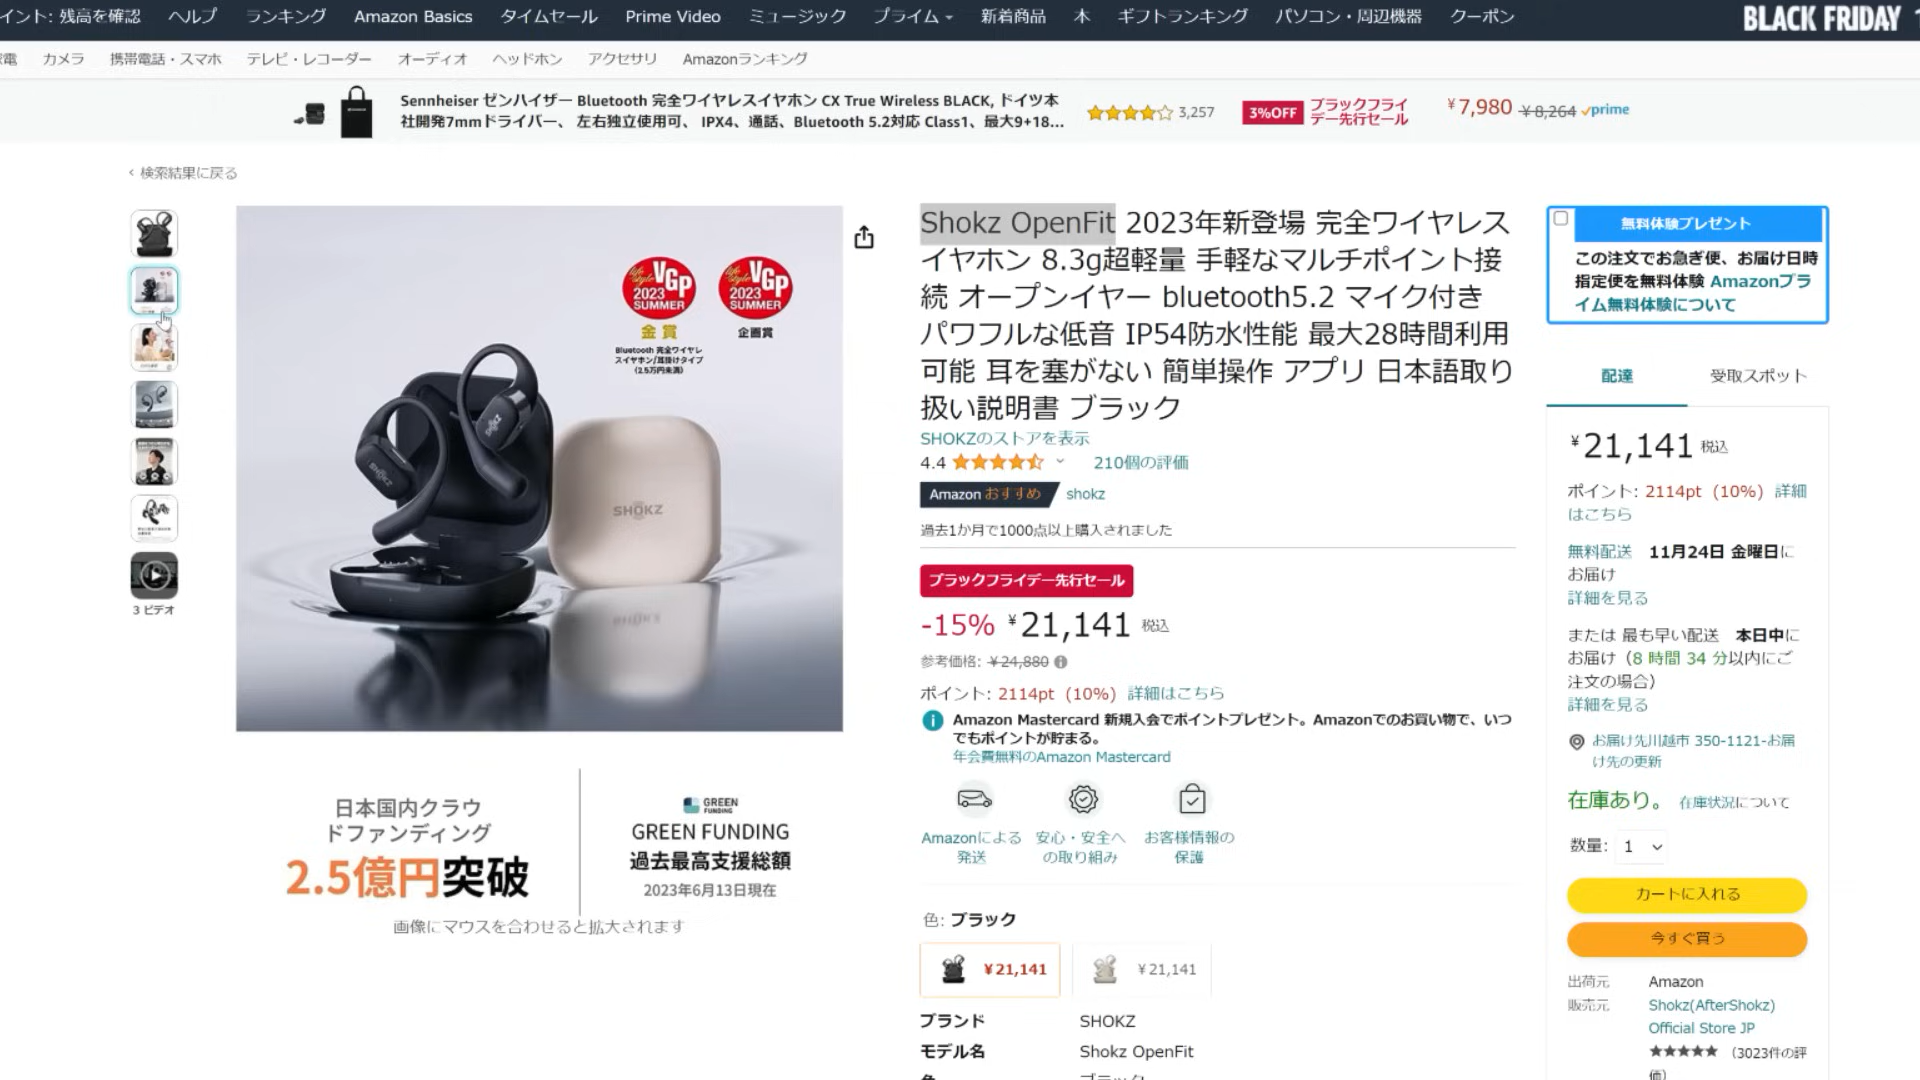 イント: 残高を確認 ヘルプ ランキング Amazon Basics タイムセール Prime Video ミュージック プライム 新着商品 本 ギフトランキング パソコン・周辺機器 クーポン
BLACK FRIDAY
電 カメラ 携帯電話・スマホ テレビ・レコーダー オーディオ ヘッドホン アクセサリ Amazonランキング
Sennheiser ゼンハイザー Bluetooth 完全ワイヤレスイヤホン CX True Wireless BLACK, ドイツ本
社開発7mmドライバー、 左右独立使用可、 IPX4、通話、Bluetooth 5.2対応 Class1、最大9+18...
3,257
3%OFF
ブラックフライ
デー先行セール
¥7,980 ¥8,264 prime
‹ 検索結果に戻る
3 ビデオ
life style VGP 2023 SUMMER
金賞
Bluetooth 完全ワイヤレ
スイヤホン/耳掛けタイプ
(2.5万円未満)
life style VGP 2023 SUMMER
企画賞
SHOKZ
SHOKZ
SHOKZ
日本国内クラウ
ドファンディング
2.5億円突破
GREEN FUNDING
GREEN FUNDING
過去最高支援総額
2023年6月13日現在
画像にマウスを合わせると拡大されます
Shokz OpenFit 2023年新登場 完全ワイヤレス
イヤホン 8.3g超軽量 手軽なマルチポイント接
続 オープンイヤー bluetooth5.2 マイク付き
パワフルな低音 IP54防水性能 最大28時間利用
可能 耳を塞がない 簡単操作 アプリ 日本語取り
扱い説明書 ブラック
SHOKZのストアを表示
4.4 210個の評価
Amazon おすすめ shokz
過去1か月で1000点以上購入されました
ブラックフライデー先行セール
-15% ¥21,141 税込
参考価格: ¥24,880
ポイント: 2114pt (10%) 詳細はこちら
Amazon Mastercard 新規入会でポイントプレゼント。Amazonでのお買い物で、いつ
でもポイントが貯まる。
年会費無料のAmazon Mastercard
Amazonによる
発送
安心・安全へ
の取り組み
お客様情報の
保護
色: ブラック
¥21,141
¥21,141
ブランド SHOKZ
モデル名 Shokz OpenFit
色 ブラック
無料体験プレゼント
この注文でお急ぎ便、お届け日時
指定便を無料体験 Amazonプラ
イム無料体験について
配達 受取スポット
¥21,141 税込
ポイント: 2114pt (10%) 詳細
はこちら
無料配送 11月24日 金曜日に
お届け
詳細を見る
または 最も早い配送 本日中に
お届け（8 時間 34 分以内にご
注文の場合）
詳細を見る
お届け先川越市 350-1121-お届
け先の更新
在庫あり。 在庫状況について
数量: 1
カートに入れる
今すぐ買う
出荷元 Amazon
販売元 Shokz(AfterShokz)
Official Store JP
★★★★★ (3023件の評
価)